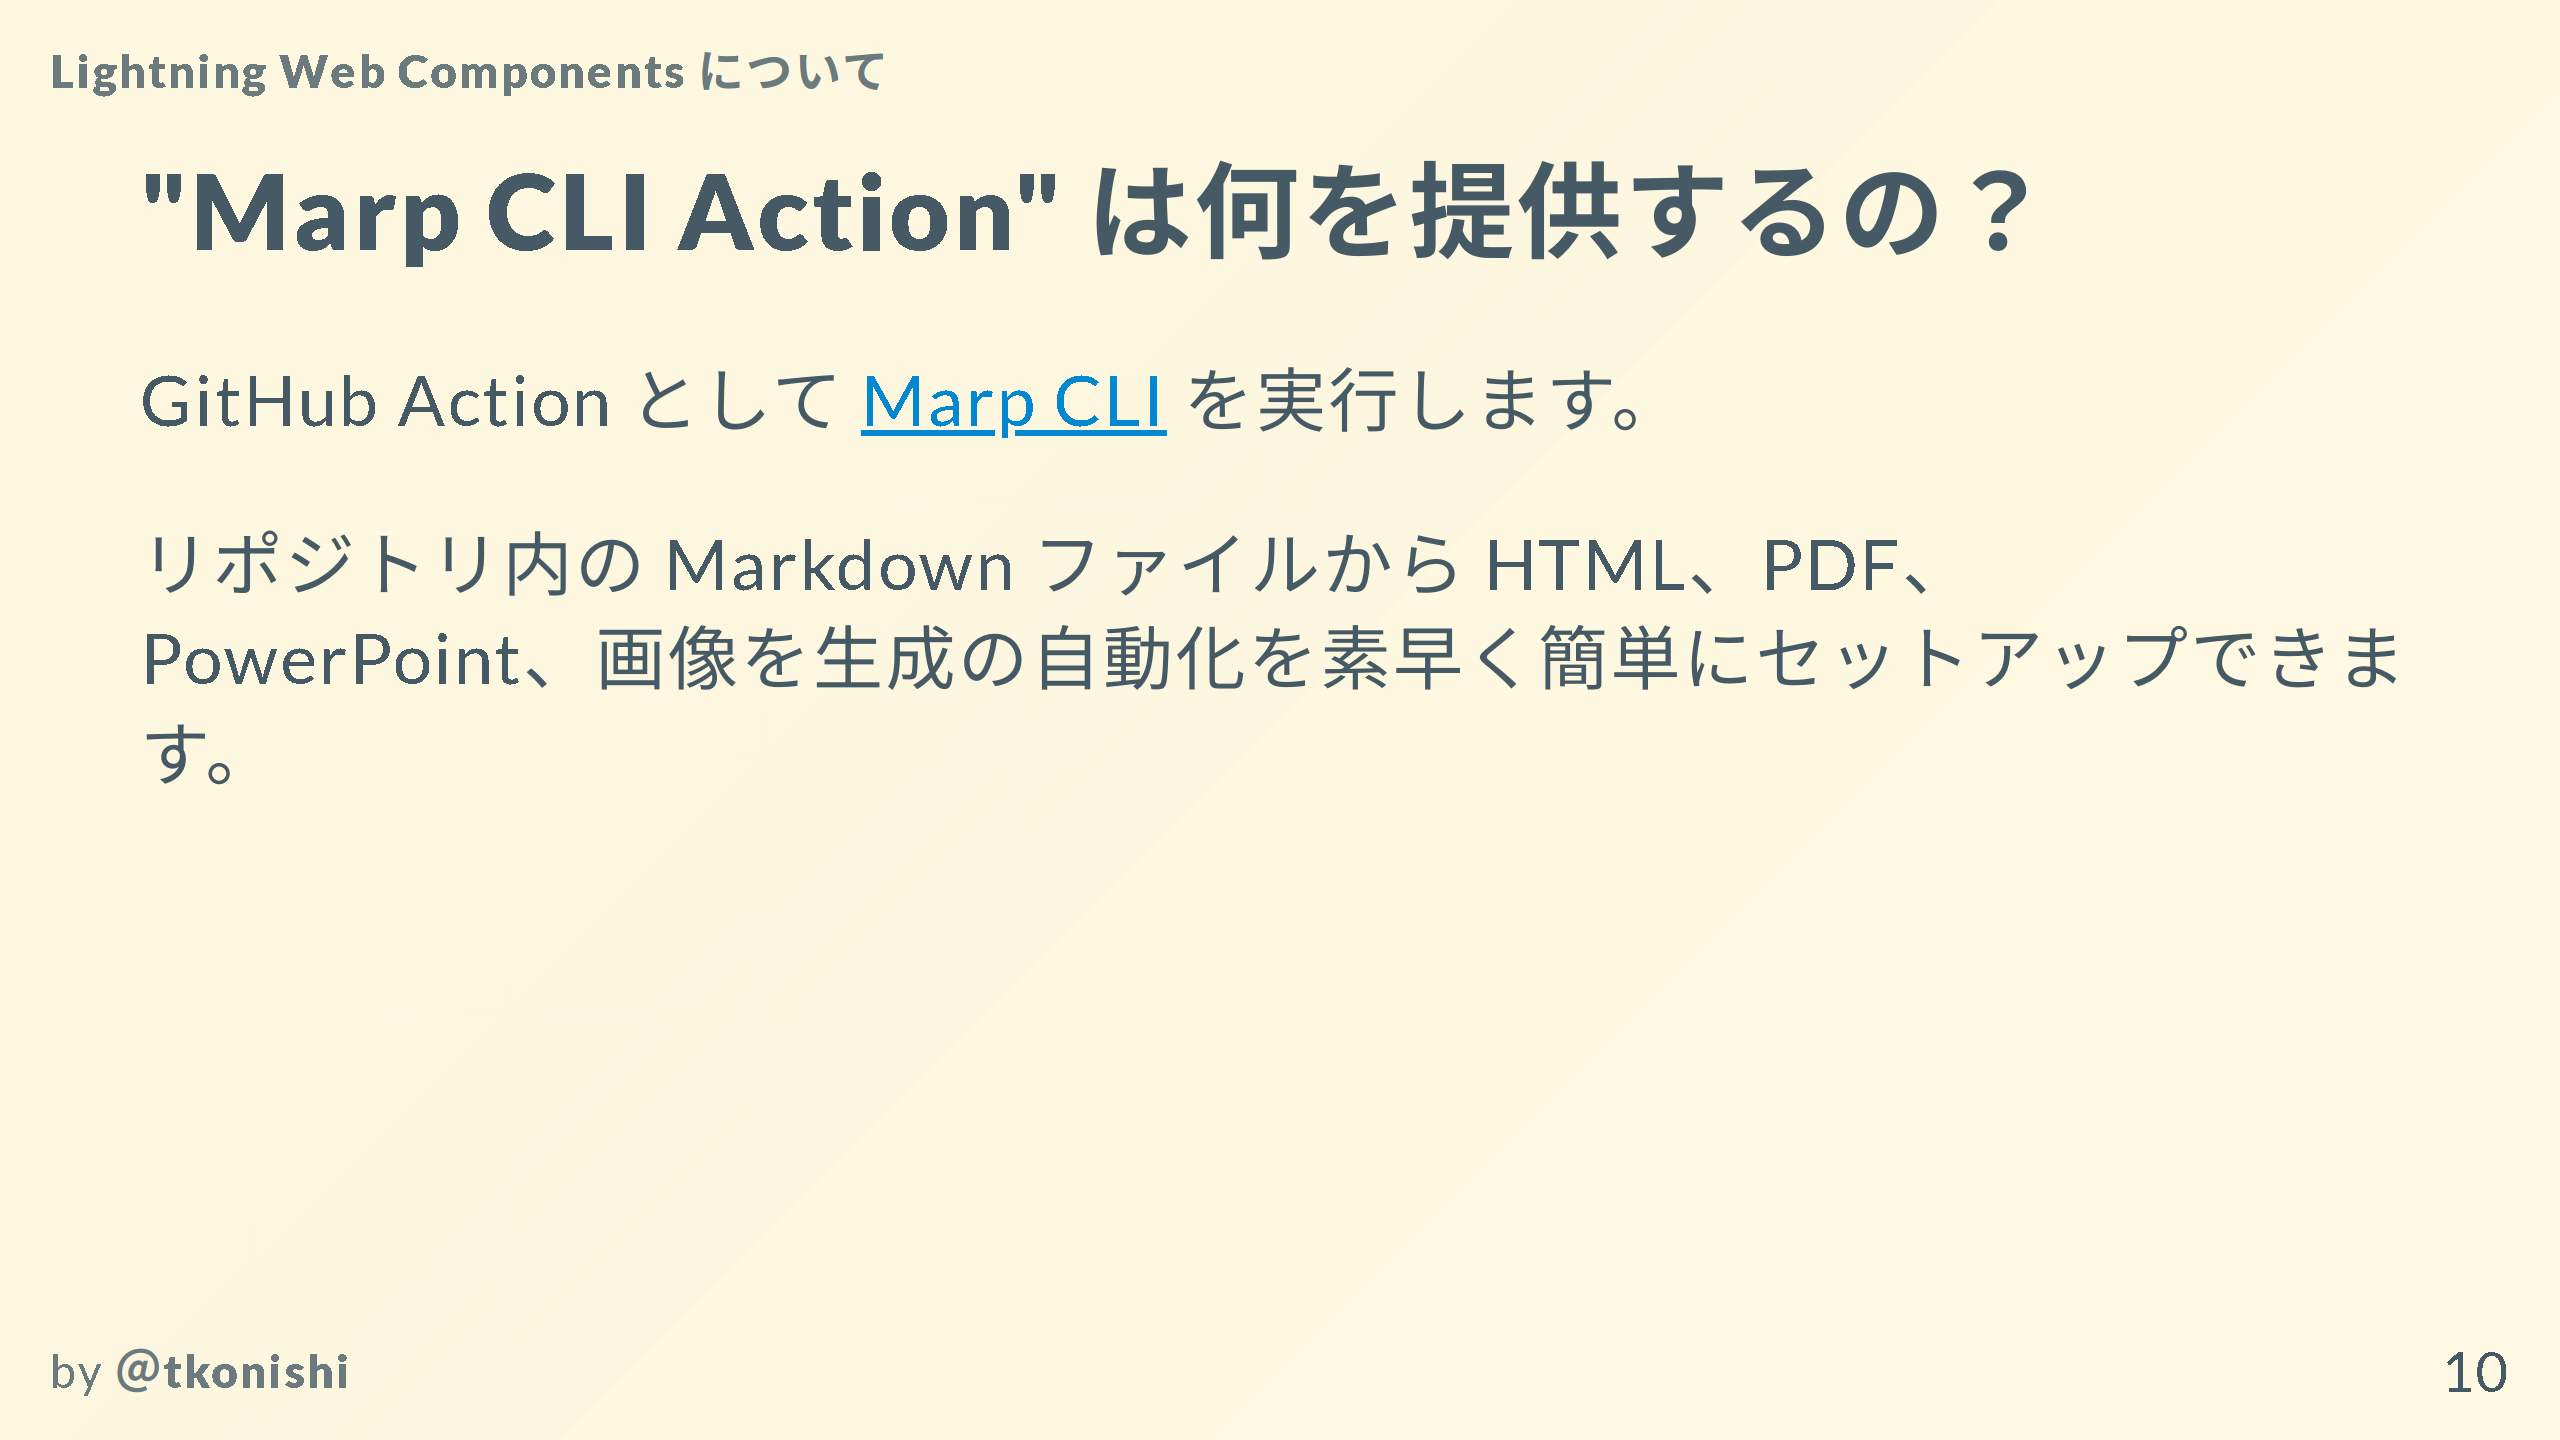 Lightning Web Components について
"Marp CLI Action" は何を提供するの？
GitHub Action として Marp CLI を実行します。
リポジトリ内の Markdown ファイルから HTML、PDF、
PowerPoint、画像を生成の自動化を素早く簡単にセットアップできま
す。
by @tkonishi
10